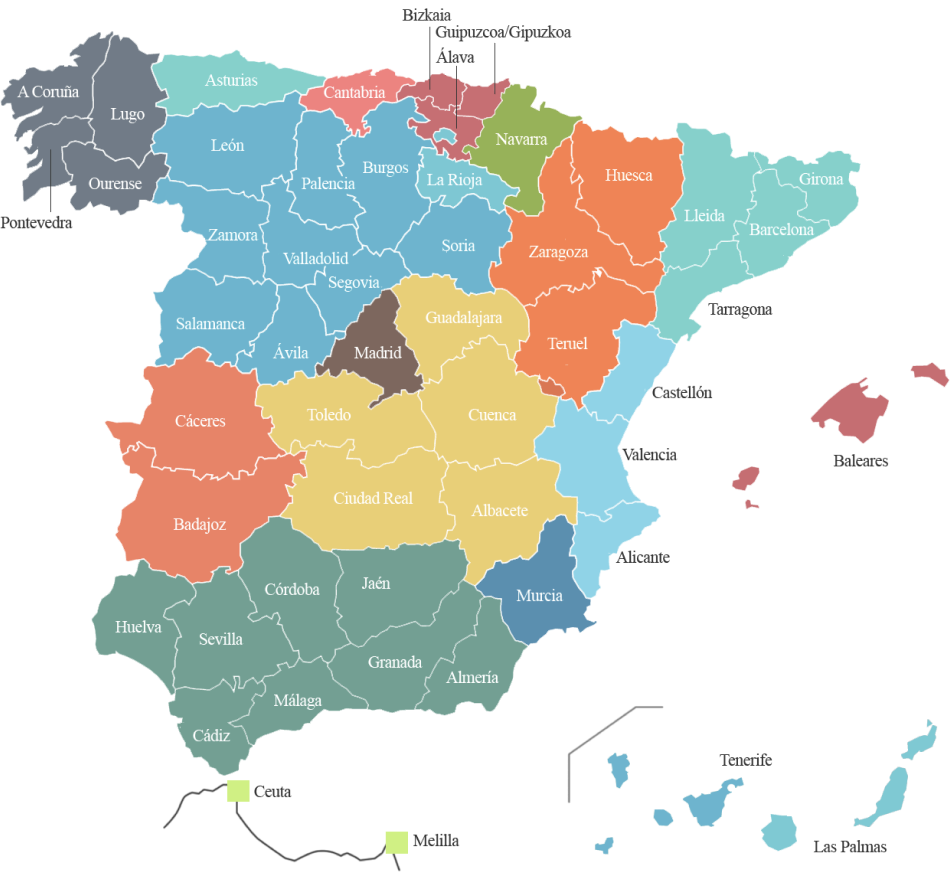 Bizkaia
Guipuzcoa/Gipuzkoa
Álava
Asturias
Cantabria
A Coruña
Lugo
Navarra
León
Burgos
Huesca
Palencia
La Rioja
Girona
Ourense
Pontevedra
Lleida
Barcelona
Zamora
Soria
Zaragoza
Valladolid
Segovia
Tarragona
Salamanca
Guadalajara
Ávila
Madrid
Teruel
Castellón
Cáceres
Toledo
Cuenca
Valencia
Baleares
Ciudad Real
Albacete
Badajoz
Alicante
Jaén
Córdoba
Murcia
Huelva
Sevilla
Granada
Almería
Málaga
Cádiz
Tenerife
Ceuta
Melilla
Las Palmas